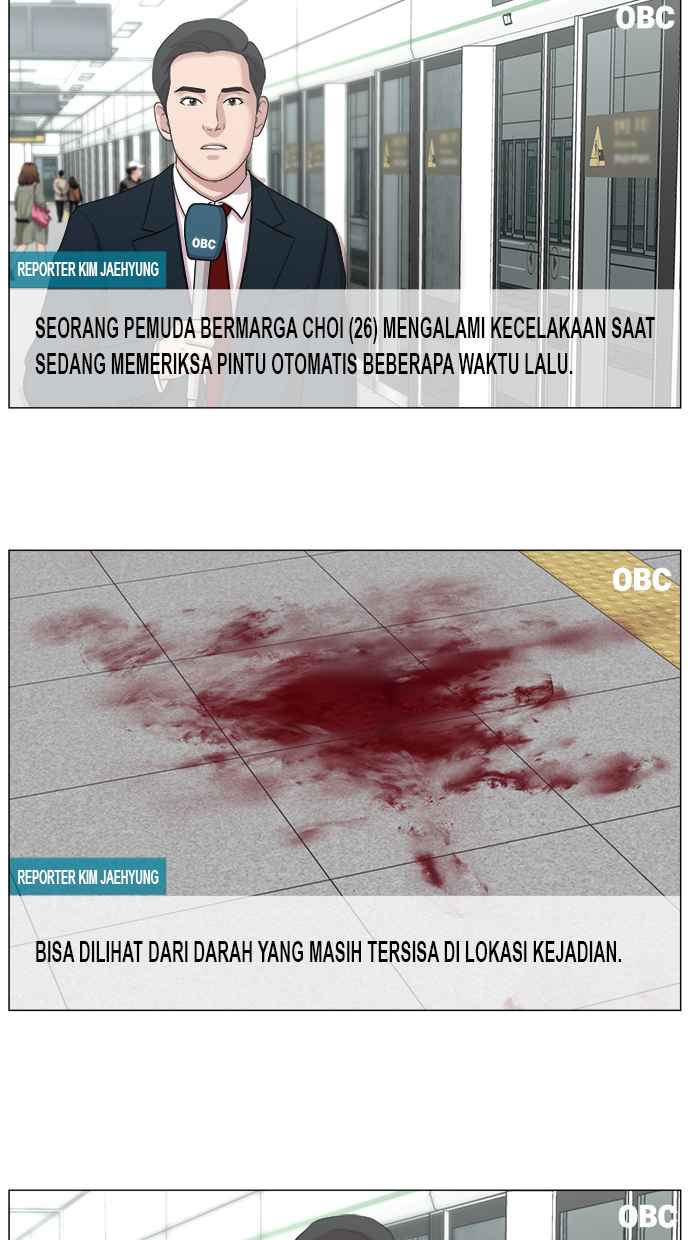 OBC
OBC
REPORTER KIM JAEHYUNG
SEORANG PEMUDA BERMARGA CHOI (26) MENGALAMI KECELAKAAN SAAT
SEDANG MEMERIKSA PINTU OTOMATIS BEBERAPA WAKTU LALU.
OBC
REPORTER KIM JAEHYUNG
BISA DILIHAT DARI DARAH YANG MASIH TERSISA DI LOKASI KEJADIAN.
OBC